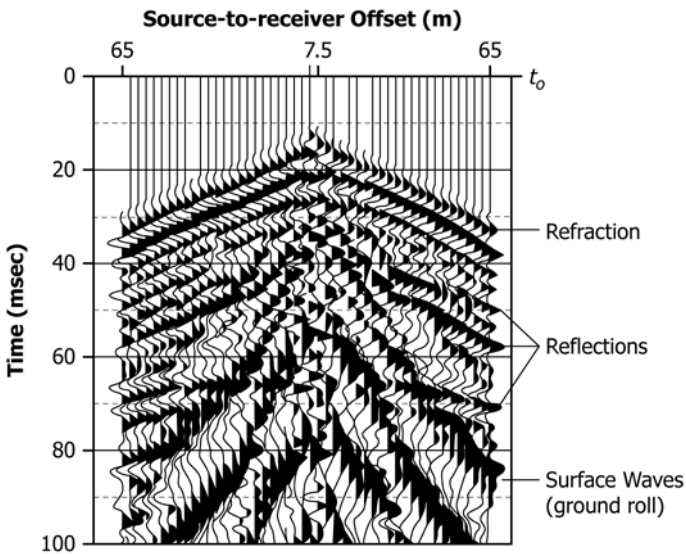 Source-to-receiver Offset (m)
65 7.5 65
0 to
20
Refraction
40
Time (msec)
Reflections
60
80
Surface Waves
(ground roll)
100